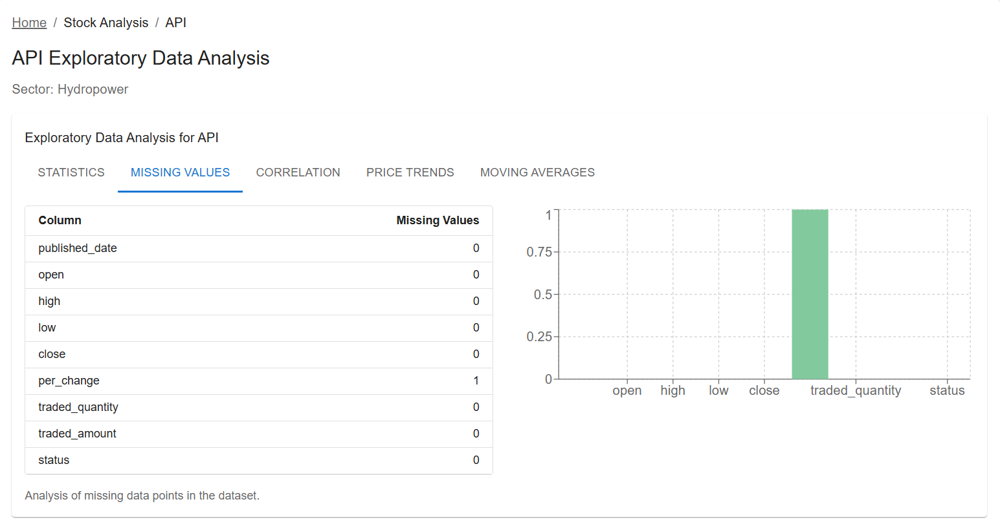 Home / Stock Analysis / API
API Exploratory Data Analysis
Sector: Hydropower
Exploratory Data Analysis for API
STATISTICS MISSING VALUES CORRELATION PRICE TRENDS MOVING AVERAGES
Column Missing Values
published_date 0
open 0
high 0
low 0
close 0
per_change 1
traded_quantity 0
traded_amount 0
status 0
1
0.75
0.5
0.25
0
open high low close traded_quantity status
Analysis of missing data points in the dataset.